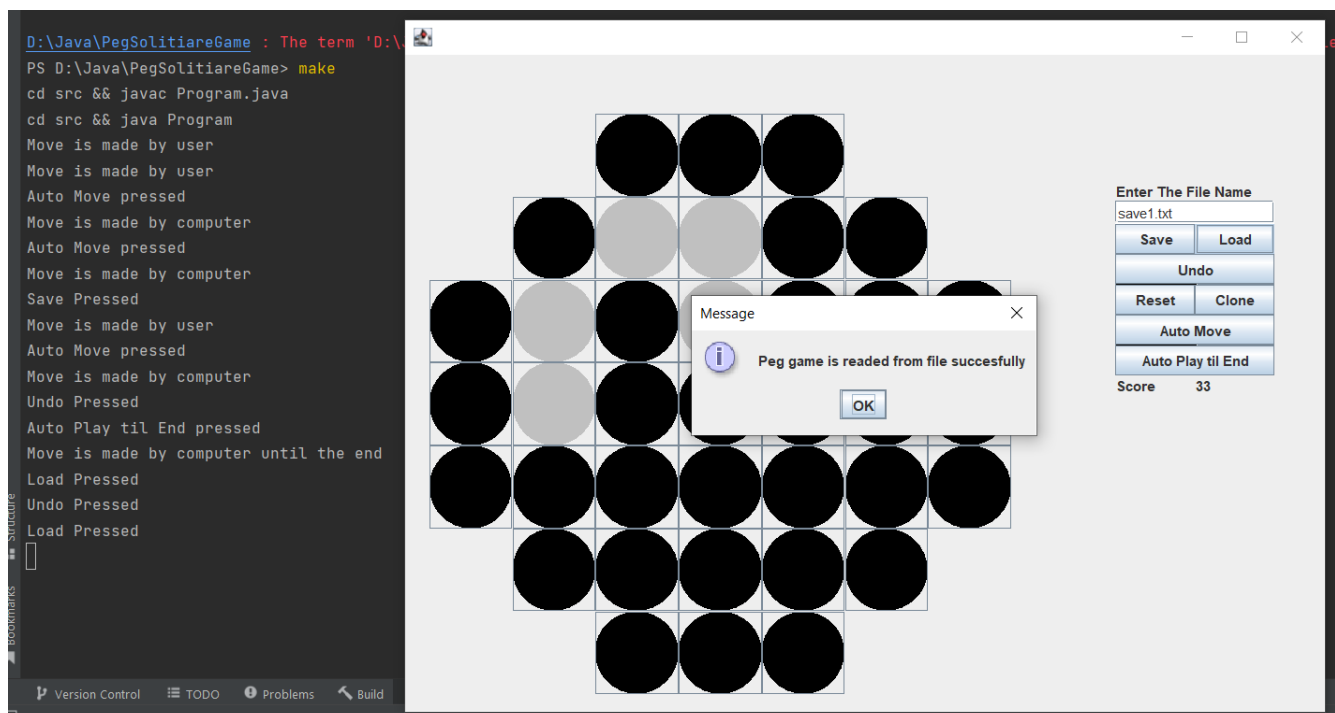 D:\Java\PegSolitiareGame : The term 'D:\
PS D:\Java\PegSolitiareGame> make
cd src && javac Program.java
cd src && java Program
Move is made by user
Move is made by user
Auto Move pressed
Move is made by computer
Auto Move pressed
Move is made by computer
Save Pressed
Move is made by user
Auto Move pressed
Move is made by computer
Undo Pressed
Auto Play til End pressed
Move is made by computer until the end
Load Pressed
Undo Pressed
Load Pressed
Structure
Bookmarks
Version Control TODO Problems Build
Enter The File Name
save1.txt
Save Load
Undo
Reset Clone
Auto Move
Auto Play til End
Score 33
Message
Peg game is readed from file succesfully
OK